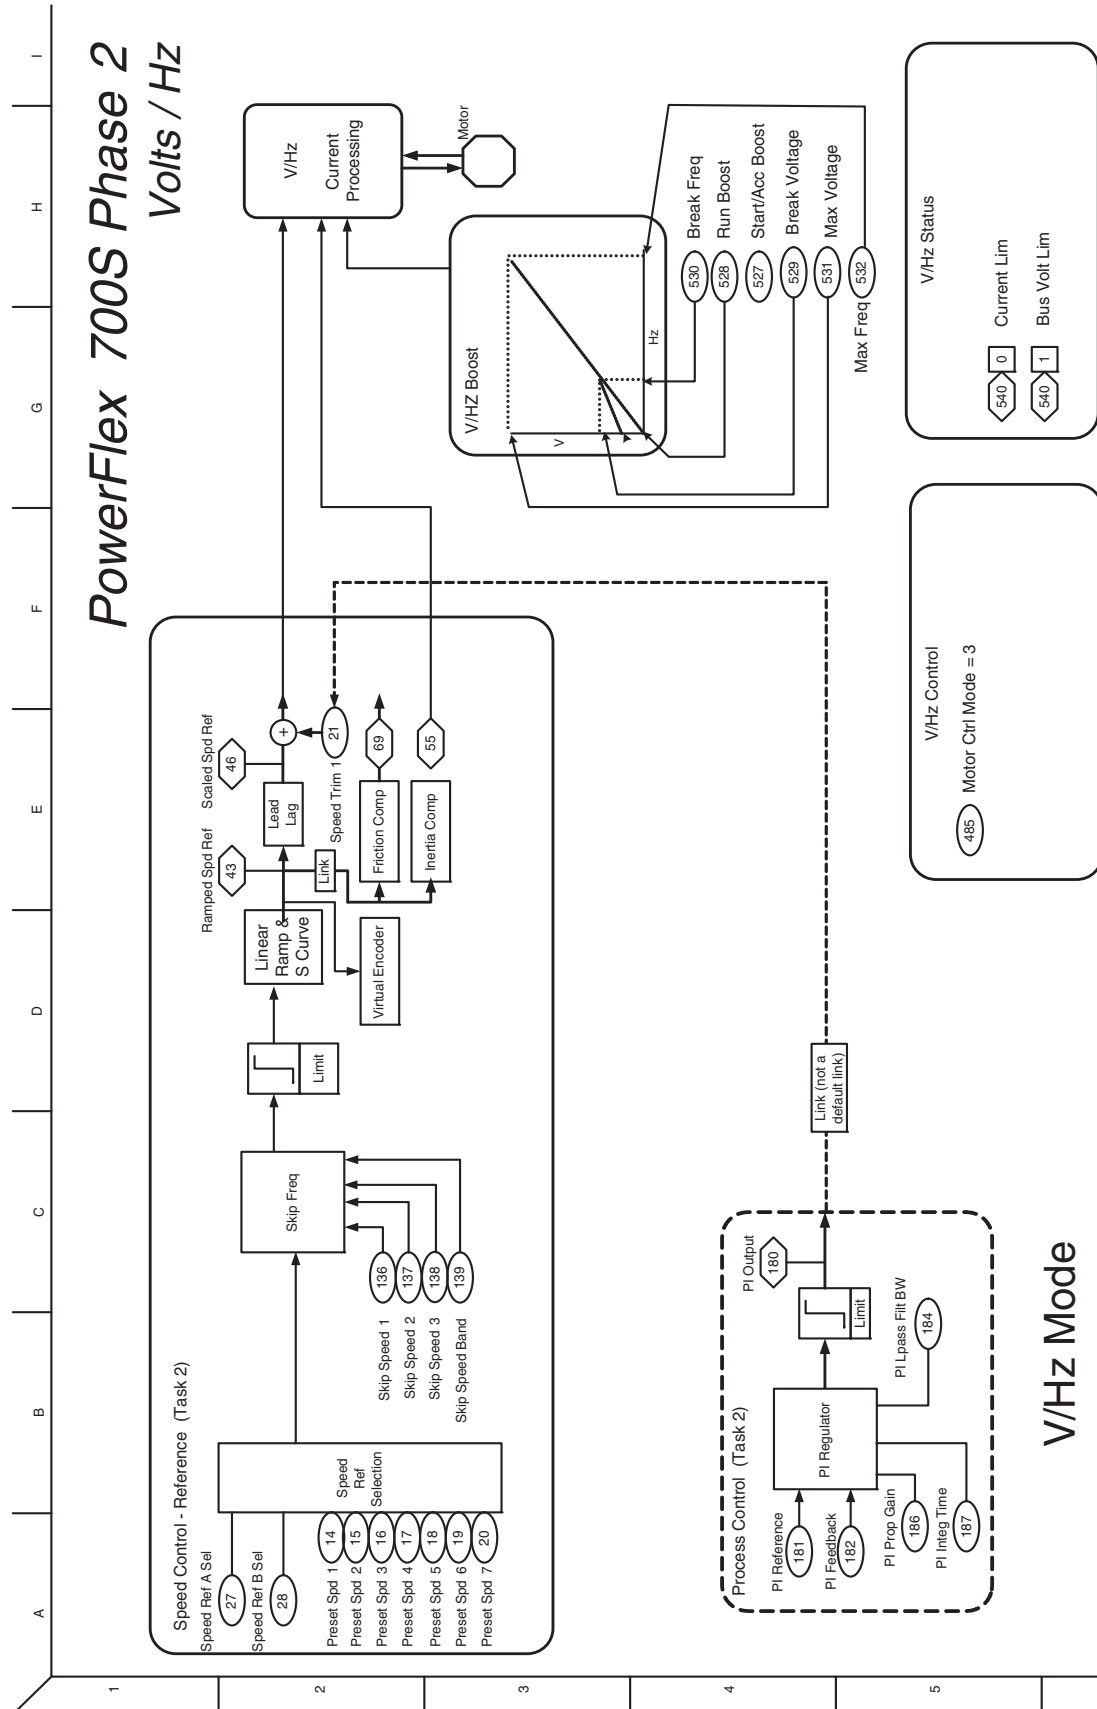 PowerFlex 700S Phase 2
Volts / Hz
A
B
C
D
E
F
G
H
I
1
2
3
4
5
Speed Control - Reference (Task 2)
Speed Ref A Sel
27
Speed Ref B Sel
28
Preset Spd 1
14
Preset Spd 2
15
Preset Spd 3
16
Preset Spd 4
17
Preset Spd 5
18
Preset Spd 6
19
Preset Spd 7
20
Speed
Ref
Selection
Skip Freq
Skip Speed 1
136
Skip Speed 2
137
Skip Speed 3
138
Skip Speed Band
139
Limit
Linear
Ramp &
S Curve
Virtual Encoder
Ramped Spd Ref
43
Link
Lead
Lag
Scaled Spd Ref
46
+
Speed Trim 1
21
Friction Comp
69
Inertia Comp
55
V/Hz
Current
Processing
Motor
V/HZ Boost
V
Hz
530
Break Freq
528
Run Boost
527
Start/Acc Boost
529
Break Voltage
531
Max Voltage
532
Max Freq
Process Control (Task 2)
PI Reference
181
PI Feedback
182
PI Prop Gain
186
PI Integ Time
187
PI Regulator
PI Lpass Filt BW
184
Limit
PI Output
180
Link (not a
default link)
V/Hz Control
485
Motor Ctrl Mode = 3
V/Hz Status
540
0
Current Lim
540
1
Bus Volt Lim
V/Hz Mode